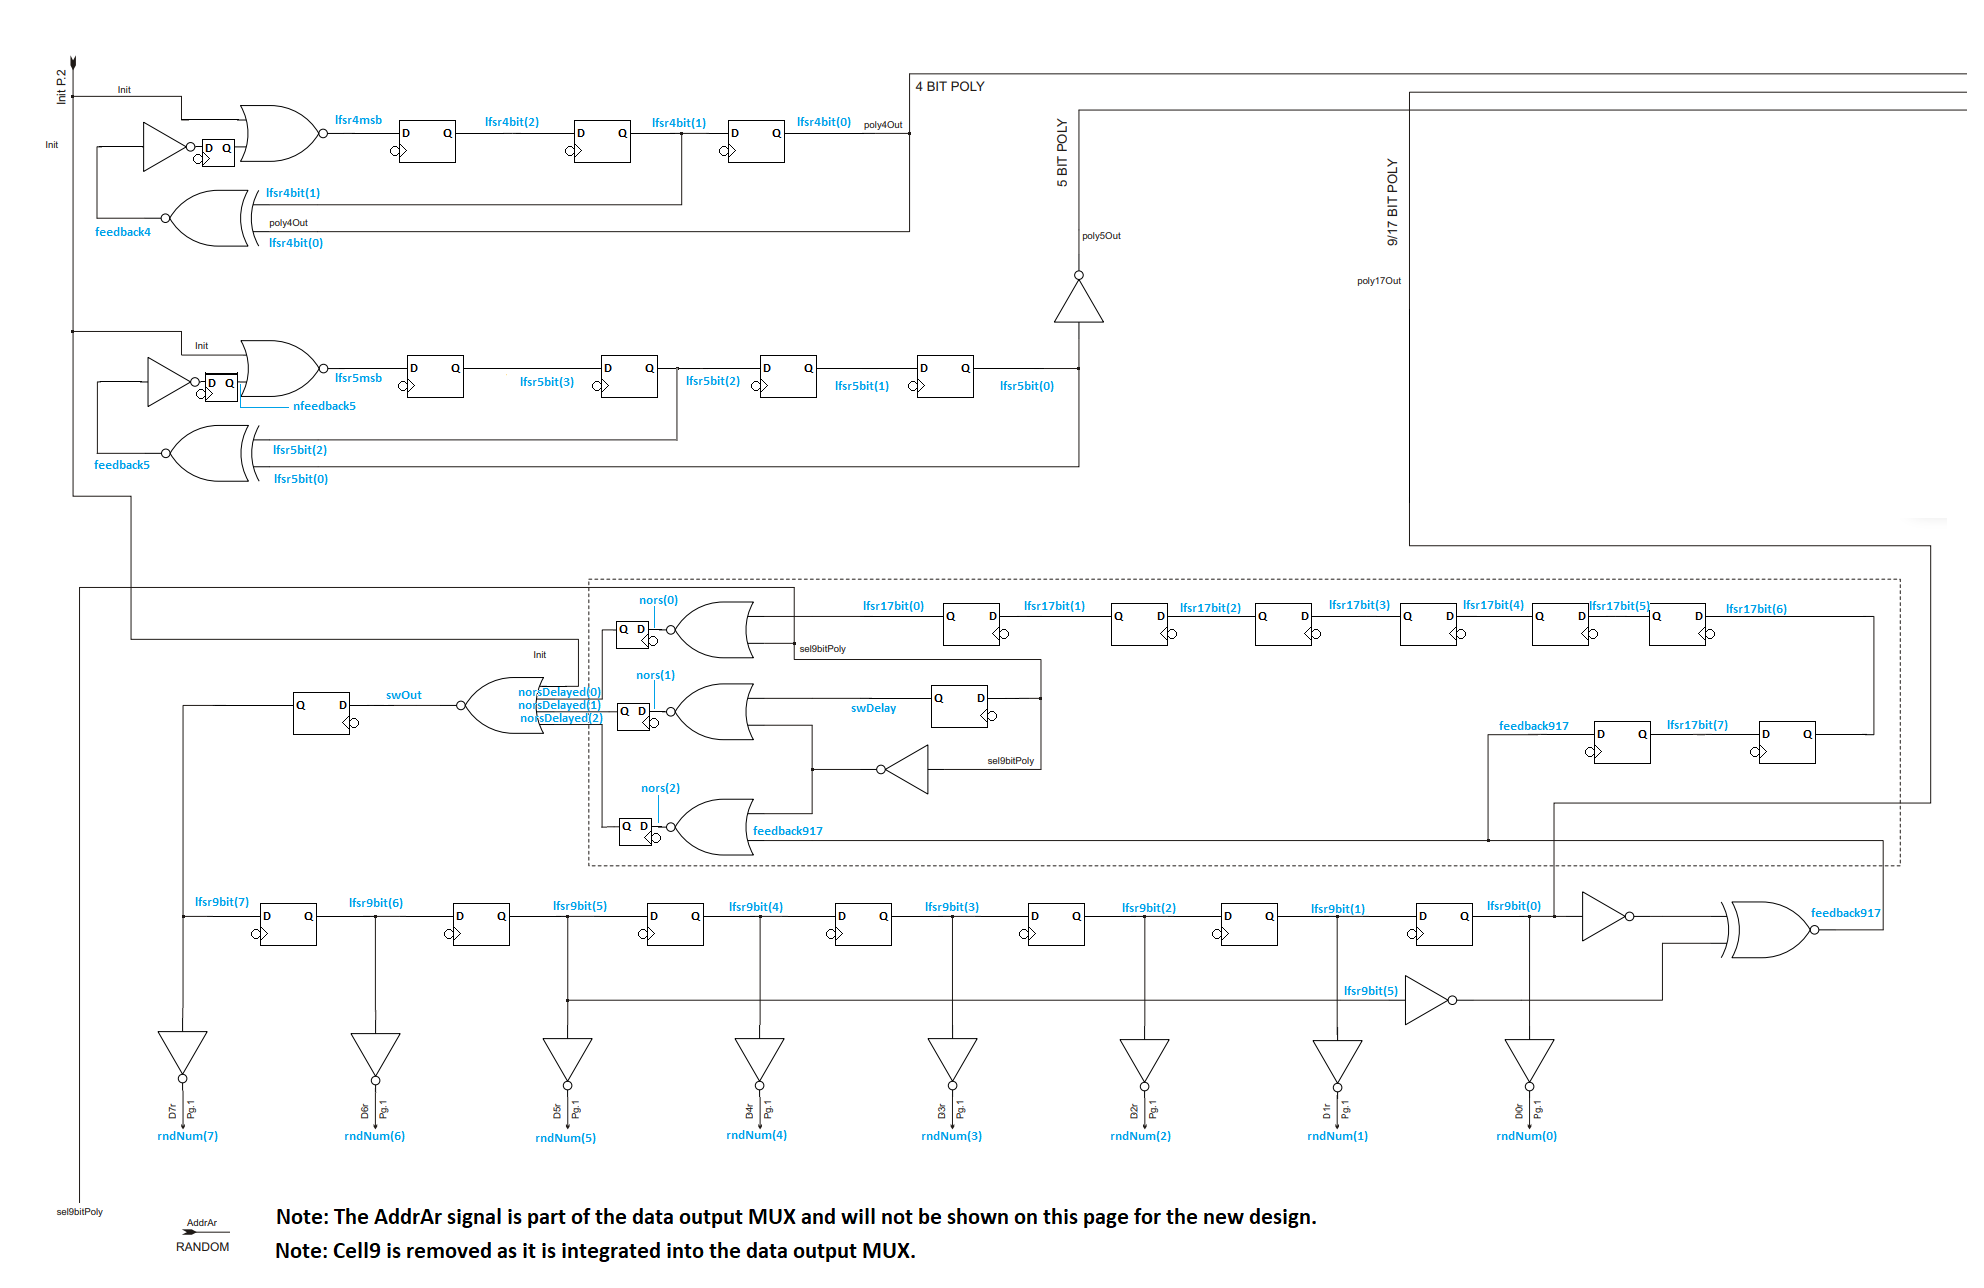 Init P.2
Init
Init
lfsr4msb
D Q
lfsr4bit(2)
D Q
lfsr4bit(1)
D Q
lfsr4bit(0)
poly4Out
4 BIT POLY
D Q
lfsr4bit(1)
poly4Out
lfsr4bit(0)
feedback4
5 BIT POLY
9/17 BIT POLY
poly5Out
poly17Out
Init
lfsr5msb
D Q
lfsr5bit(3)
D Q
lfsr5bit(2)
D Q
lfsr5bit(1)
D Q
lfsr5bit(0)
D Q
nfeedback5
lfsr5bit(2)
feedback5
lfsr5bit(0)
nors(0)
Q D
lfsr17bit(0)
Q D
lfsr17bit(1)
Q D
lfsr17bit(2)
Q D
lfsr17bit(3)
Q D
lfsr17bit(4)
Q D
lfsr17bit(5)
Q D
lfsr17bit(6)
sel9bitPoly
Init
nors(1)
swOut
Q D
norsDelayed(0)
norsDelayed(1)
norsDelayed(2)
Q D
swDelay
Q D
feedback917
D Q
lfsr17bit(7)
D Q
sel9bitPoly
nors(2)
Q D
feedback917
lfsr9bit(7)
D Q
lfsr9bit(6)
D Q
lfsr9bit(5)
D Q
lfsr9bit(4)
D Q
lfsr9bit(3)
D Q
lfsr9bit(2)
D Q
lfsr9bit(1)
D Q
lfsr9bit(0)
feedback917
lfsr9bit(5)
D7r Pg.1
D6r Pg.1
D5r Pg.1
D4r Pg.1
D3r Pg.1
D2r Pg.1
D1r Pg.1
D0r Pg.1
rndNum(7)
rndNum(6)
rndNum(5)
rndNum(4)
rndNum(3)
rndNum(2)
rndNum(1)
rndNum(0)
sel9bitPoly
AddrAr
RANDOM
Note: The AddrAr signal is part of the data output MUX and will not be shown on this page for the new design.
Note: Cell9 is removed as it is integrated into the data output MUX.